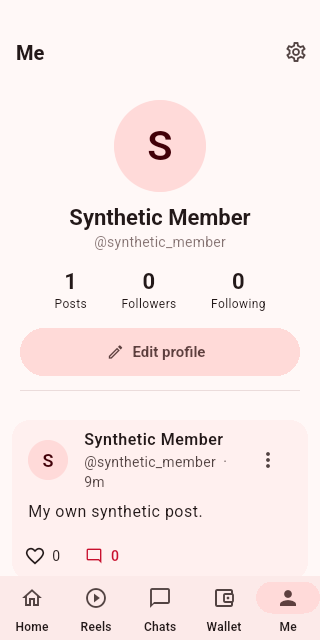 Me
S
Synthetic Member
@synthetic_member
1 0 0
Posts Followers Following
Edit profile
S
Synthetic Member
@synthetic_member ·
9m
My own synthetic post.
0 0
Home Reels Chats Wallet Me